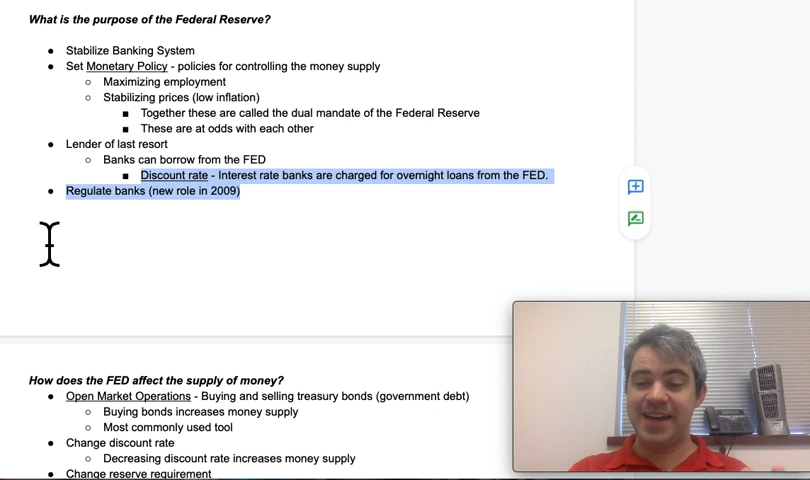 What is the purpose of the Federal Reserve?
● Stabilize Banking System
● Set Monetary Policy - policies for controlling the money supply
○ Maximizing employment
○ Stabilizing prices (low inflation)
■ Together these are called the dual mandate of the Federal Reserve
■ These are at odds with each other
● Lender of last resort
○ Banks can borrow from the FED
■ Discount rate - Interest rate banks are charged for overnight loans from the FED.
● Regulate banks (new role in 2009)
How does the FED affect the supply of money?
● Open Market Operations - Buying and selling treasury bonds (government debt)
○ Buying bonds increases money supply
○ Most commonly used tool
● Change discount rate
○ Decreasing discount rate increases money supply
● Change reserve requirement